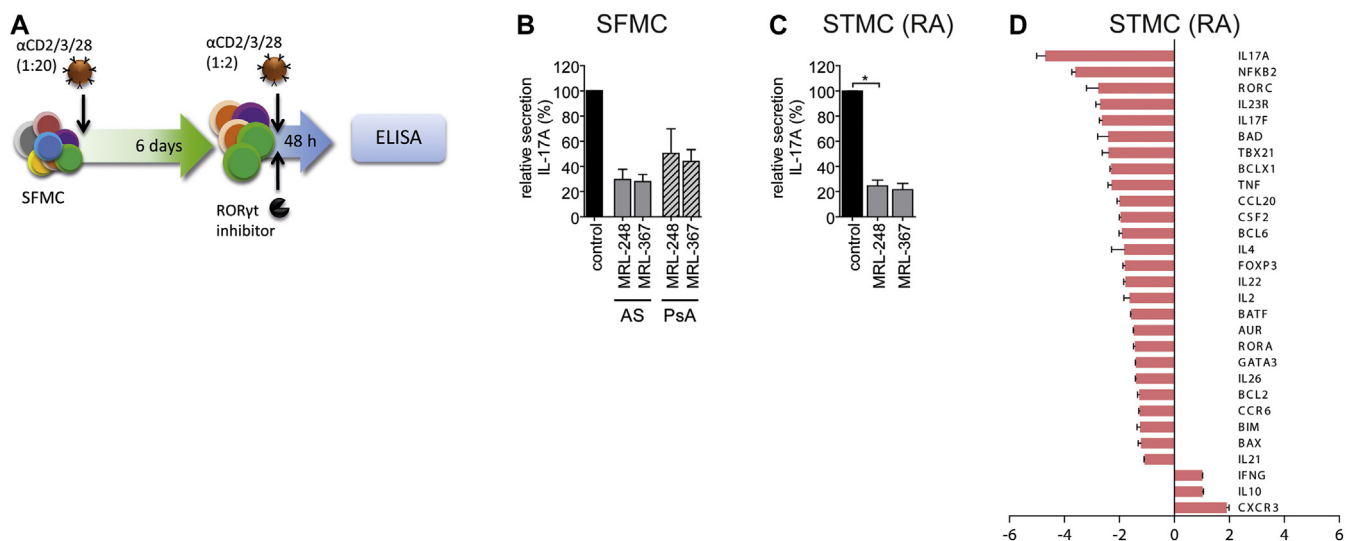 A
αCD2/3/28
(1:20)
αCD2/3/28
(1:2)
6 days
48 h
ELISA
SFMC
RORγt
inhibitor
B
SFMC
relative secretion
IL-17A (%)
120
100
80
60
40
20
0
control
MRL-248
MRL-367
MRL-248
MRL-367
AS
PsA
C
STMC (RA)
relative secretion
IL-17A (%)
120
100
80
60
40
20
0
*
control
MRL-248
MRL-367
D
STMC (RA)
IL17A
NFKB2
RORC
IL23R
IL17F
BAD
TBX21
BCLX1
TNF
CCL20
CSF2
BCL6
IL4
FOXP3
IL22
IL2
BATF
AUR
RORA
GATA3
IL26
BCL2
CCR6
BIM
BAX
IL21
IFNG
IL10
CXCR3
-6 -4 -2 0 2 4 6